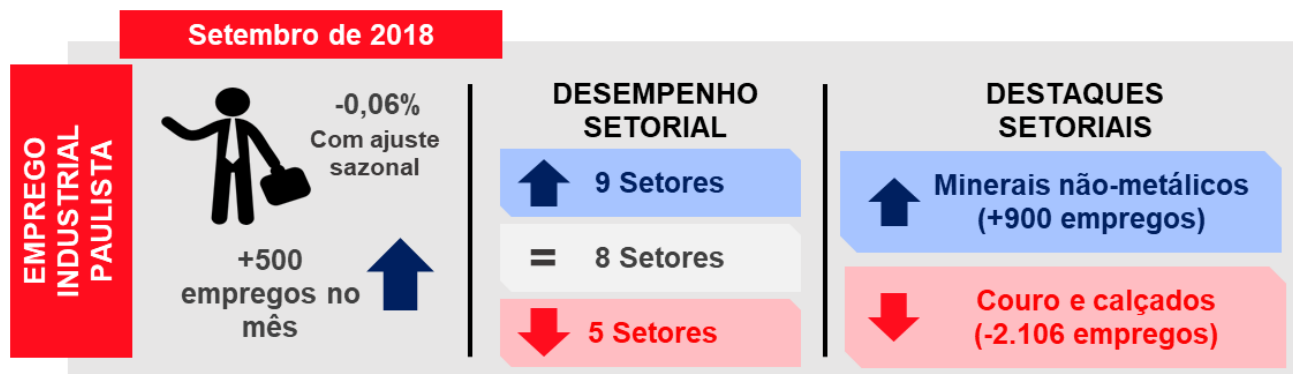 Setembro de 2018
EMPREGO
INDUSTRIAL
PAULISTA
-0,06%
Com ajuste
sazonal
+500
empregos no
mês
DESEMPENHO
SETORIAL
9 Setores
= 8 Setores
5 Setores
DESTAQUES
SETORIAIS
Minerais não-metálicos
(+900 empregos)
Couro e calçados
(-2.106 empregos)